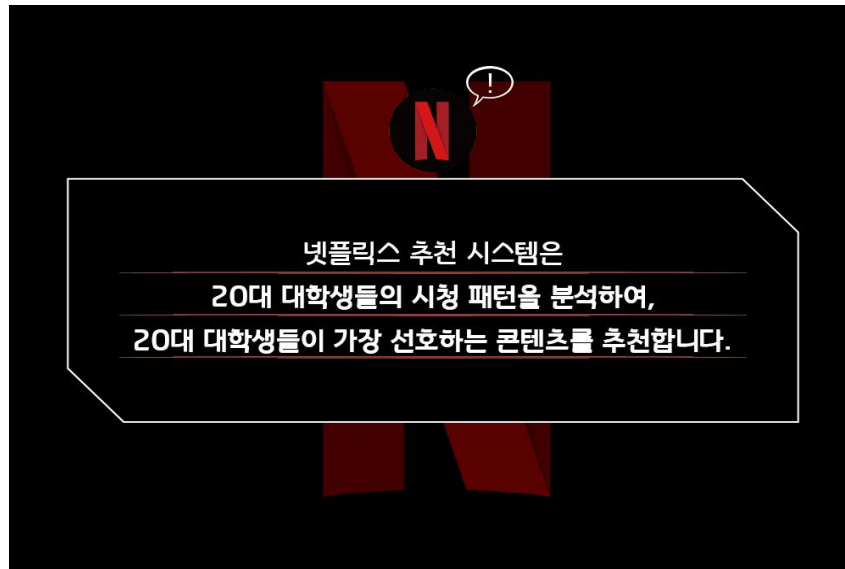 !
N
넷플릭스 추천 시스템은
20대 대학생들의 시청 패턴을 분석하여,
20대 대학생들이 가장 선호하는 콘텐츠를 추천합니다.